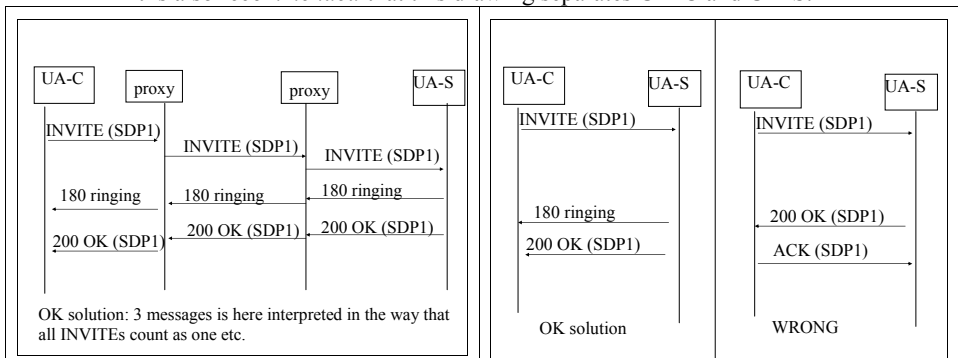 UA-C
proxy
proxy
UA-S
INVITE (SDP1)
INVITE (SDP1)
INVITE (SDP1)
180 ringing
180 ringing
180 ringing
200 OK (SDP1)
200 OK (SDP1)
200 OK (SDP1)
OK solution: 3 messages is here interpreted in the way that
all INVITEs count as one etc.
UA-C
UA-S
INVITE (SDP1)
180 ringing
200 OK (SDP1)
OK solution
UA-C
UA-S
INVITE (SDP1)
200 OK (SDP1)
ACK (SDP1)
WRONG